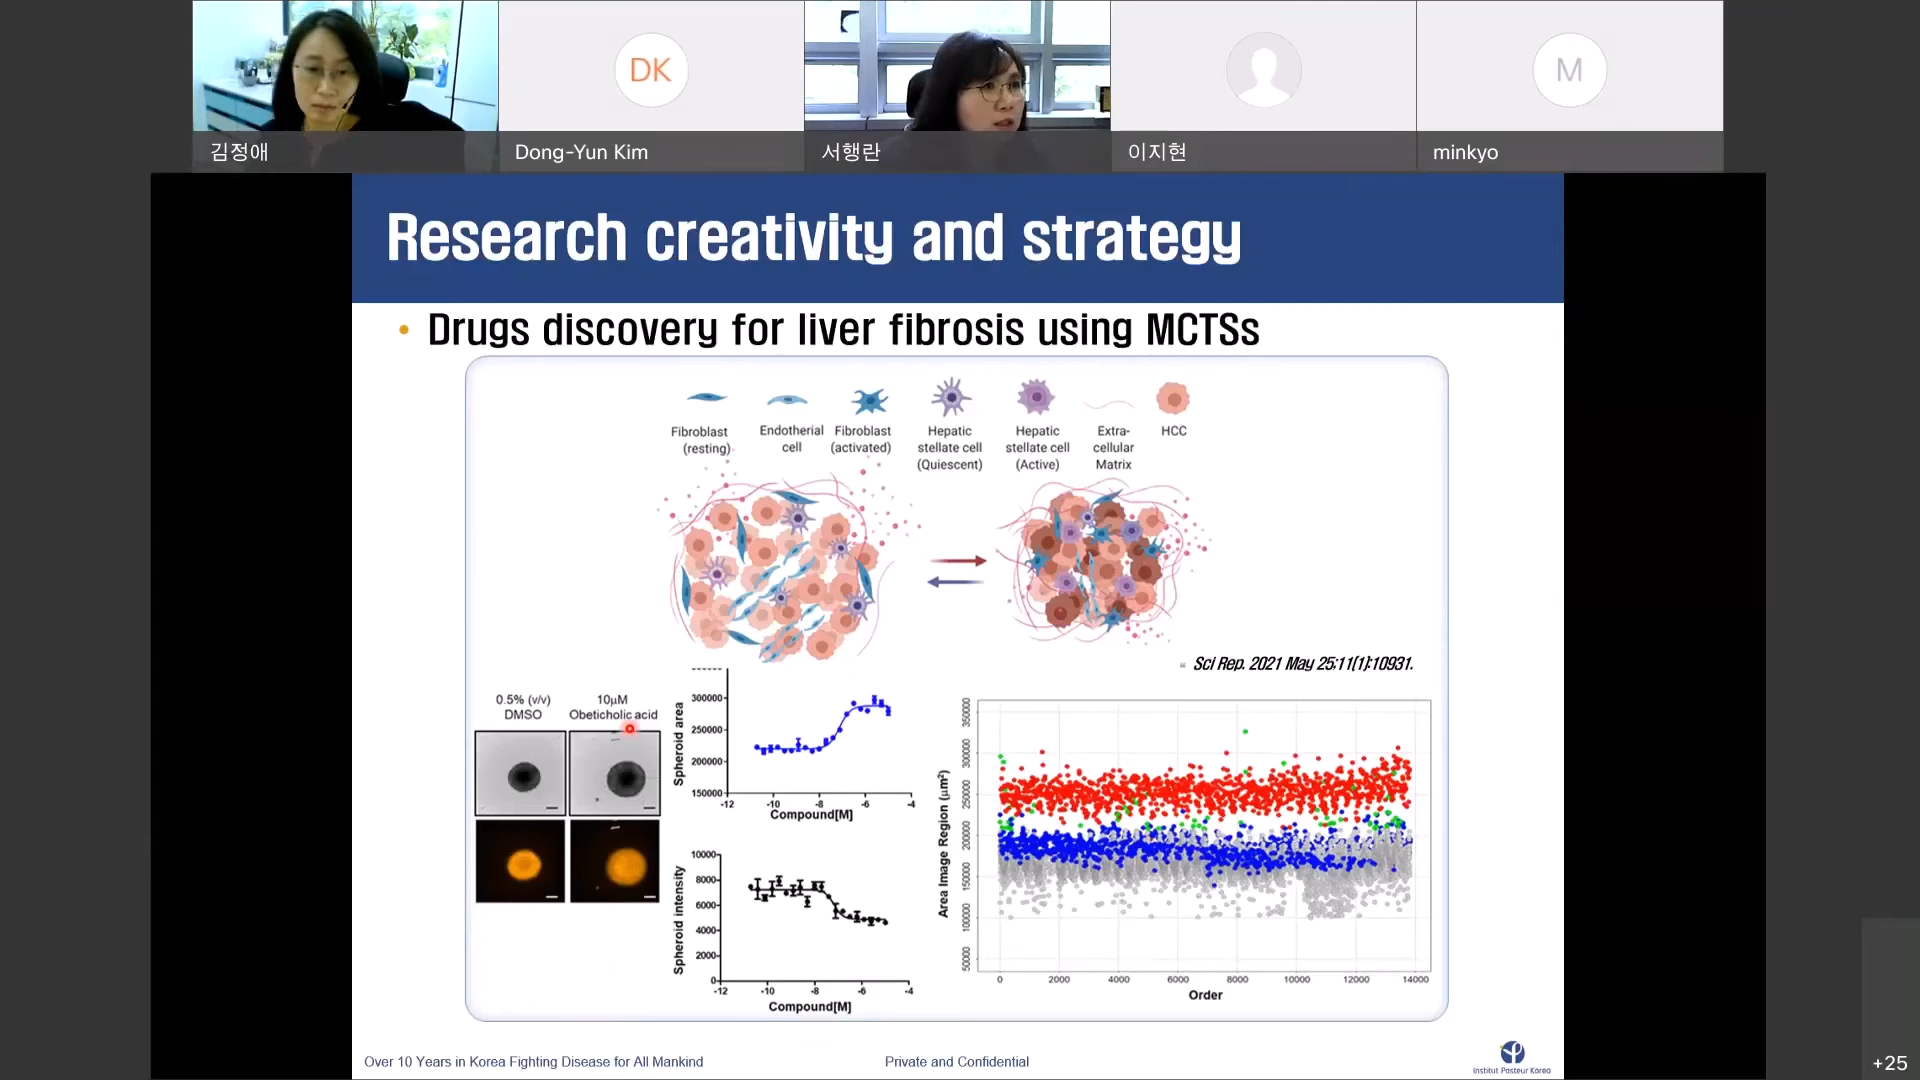 DK
M
김정애
Dong-Yun Kim
서행란
이지현
minkyo
Research creativity and strategy
• Drugs discovery for liver fibrosis using MCTSs
Fibroblast
(resting)
Endotherial
cell
Fibroblast
(activated)
Hepatic
stellate cell
(Quiescent)
Hepatic
stellate cell
(Active)
Extra-
cellular
Matrix
HCC
Sci Rep. 2021 May 25;11(1):10931.
0.5% (v/v)
DMSO
10μM
Obeticholic acid
Spheroid area
300000
250000
200000
150000
-12 -10 -8 -6 -4
Compound[M]
Spheroid intensity
10000
8000
6000
4000
2000
0
-12 -10 -8 -6 -4
Compound[M]
Area Image Region (μm²)
350000
300000
250000
200000
150000
100000
50000
0 2000 4000 6000 8000 10000 12000 14000
Order
Over 10 Years in Korea Fighting Disease for All Mankind
Private and Confidential
Institut Pasteur Korea
+25